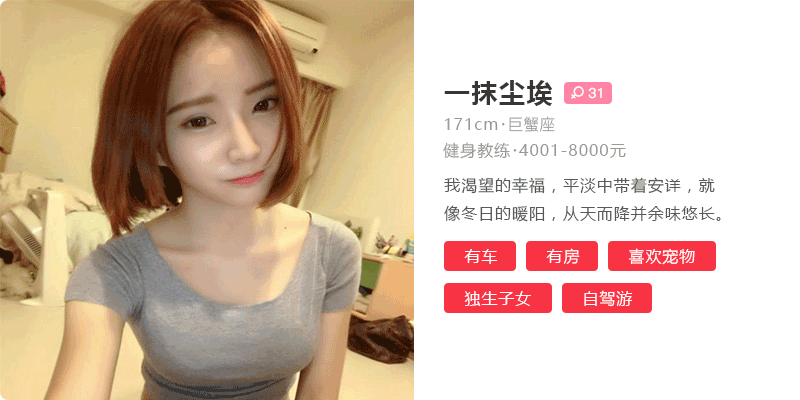 一抹尘埃 31
171cm·巨蟹座
健身教练·4001-8000元
我渴望的幸福，平淡中带着安详，就
像冬日的暖阳，从天而降并余味悠长。
有车 有房 喜欢宠物
独生子女 自驾游